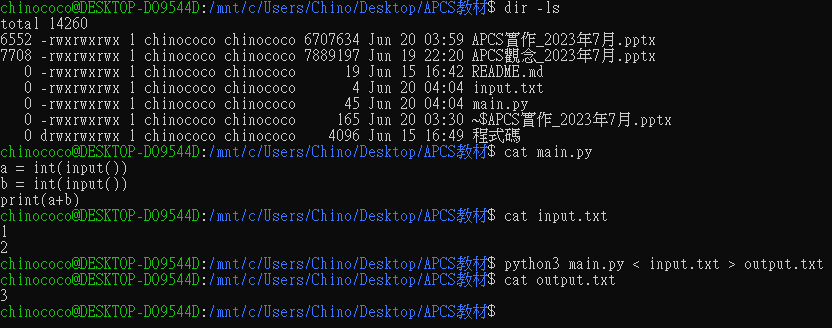 chinococo@DESKTOP-DO9544D:/mnt/c/Users/Chino/Desktop/APCS教材$ dir -ls
total 14260
6552 -rwxrwxrwx 1 chinococo chinococo 6707634 Jun 20 03:59 APCS實作_2023年7月.pptx
7708 -rwxrwxrwx 1 chinococo chinococo 7889197 Jun 19 22:20 APCS觀念_2023年7月.pptx
   0 -rwxrwxrwx 1 chinococo chinococo      19 Jun 15 16:42 README.md
   0 -rwxrwxrwx 1 chinococo chinococo       4 Jun 20 04:04 input.txt
   0 -rwxrwxrwx 1 chinococo chinococo      45 Jun 20 04:04 main.py
   0 -rwxrwxrwx 1 chinococo chinococo     165 Jun 20 03:30 ~$APCS實作_2023年7月.pptx
   0 drwxrwxrwx 1 chinococo chinococo    4096 Jun 15 16:49 程式碼
chinococo@DESKTOP-DO9544D:/mnt/c/Users/Chino/Desktop/APCS教材$ cat main.py
a = int(input())
b = int(input())
print(a+b)
chinococo@DESKTOP-DO9544D:/mnt/c/Users/Chino/Desktop/APCS教材$ cat input.txt
1
2
chinococo@DESKTOP-DO9544D:/mnt/c/Users/Chino/Desktop/APCS教材$ python3 main.py < input.txt > output.txt
chinococo@DESKTOP-DO9544D:/mnt/c/Users/Chino/Desktop/APCS教材$ cat output.txt
3
chinococo@DESKTOP-DO9544D:/mnt/c/Users/Chino/Desktop/APCS教材$